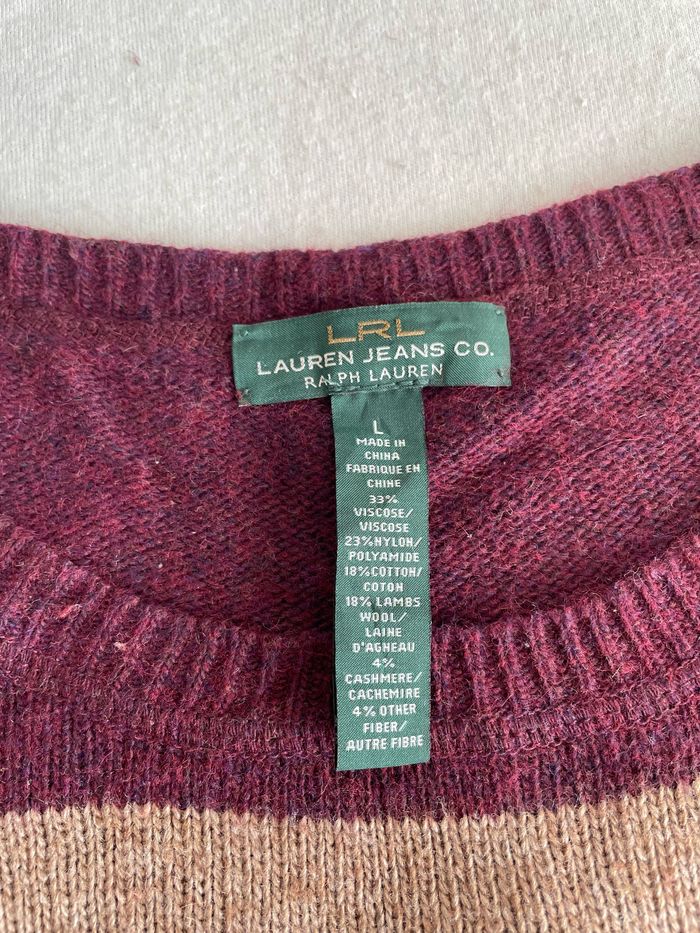 LRL
LAUREN JEANS CO.
RALPH LAUREN
L
MADE IN
CHINA
FABRIQUE EN
CHINE
33%
VISCOSE/
VISCOSE
23%NYLON/
POLYAMIDE
18%COTTON/
COTON
18% LAMBS
WOOL/
LAINE
D'AGNEAU
4%
CASHMERE/
CACHEMIRE
4% OTHER
FIBER/
AUTRE FIBRE